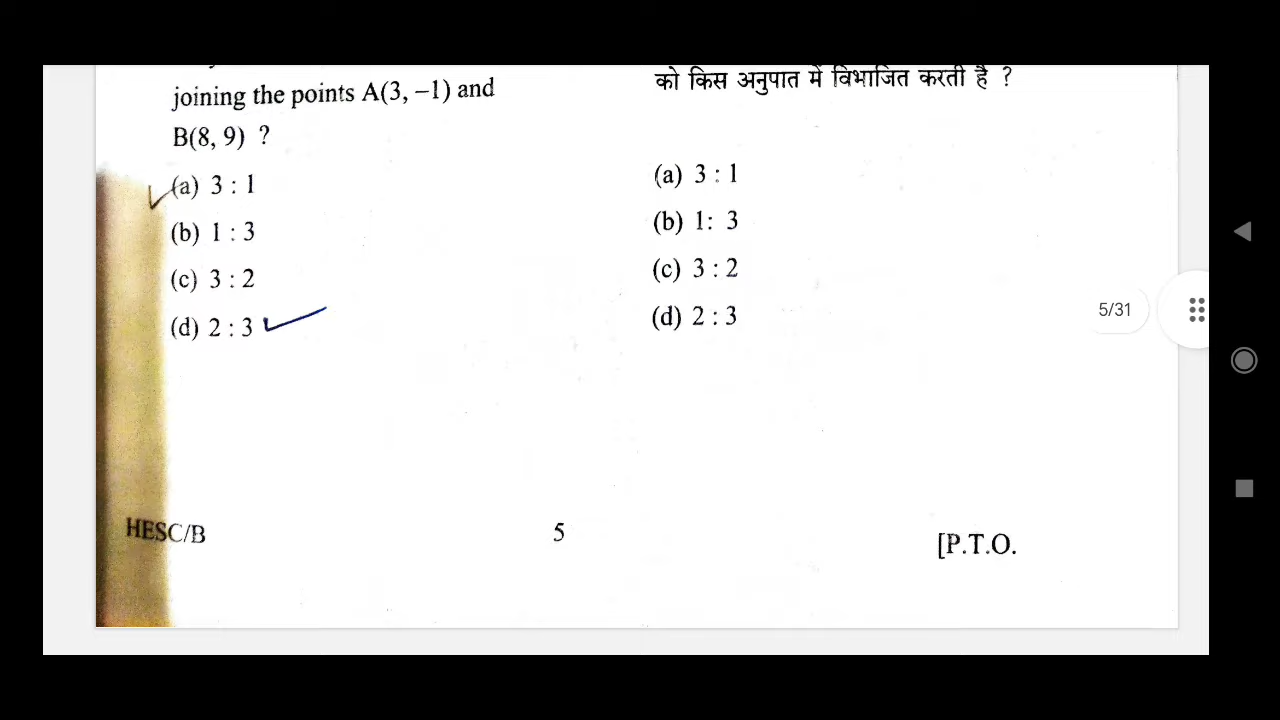 joining the points A(3, –1) and
B(8, 9) ?
(a) 3 : 1
(b) 1 : 3
(c) 3 : 2
(d) 2 : 3
को किस अनुपात में विभाजित करती है ?
(a) 3 : 1
(b) 1: 3
(c) 3 : 2
(d) 2 : 3
5/31
HESC/B
5
[P.T.O.